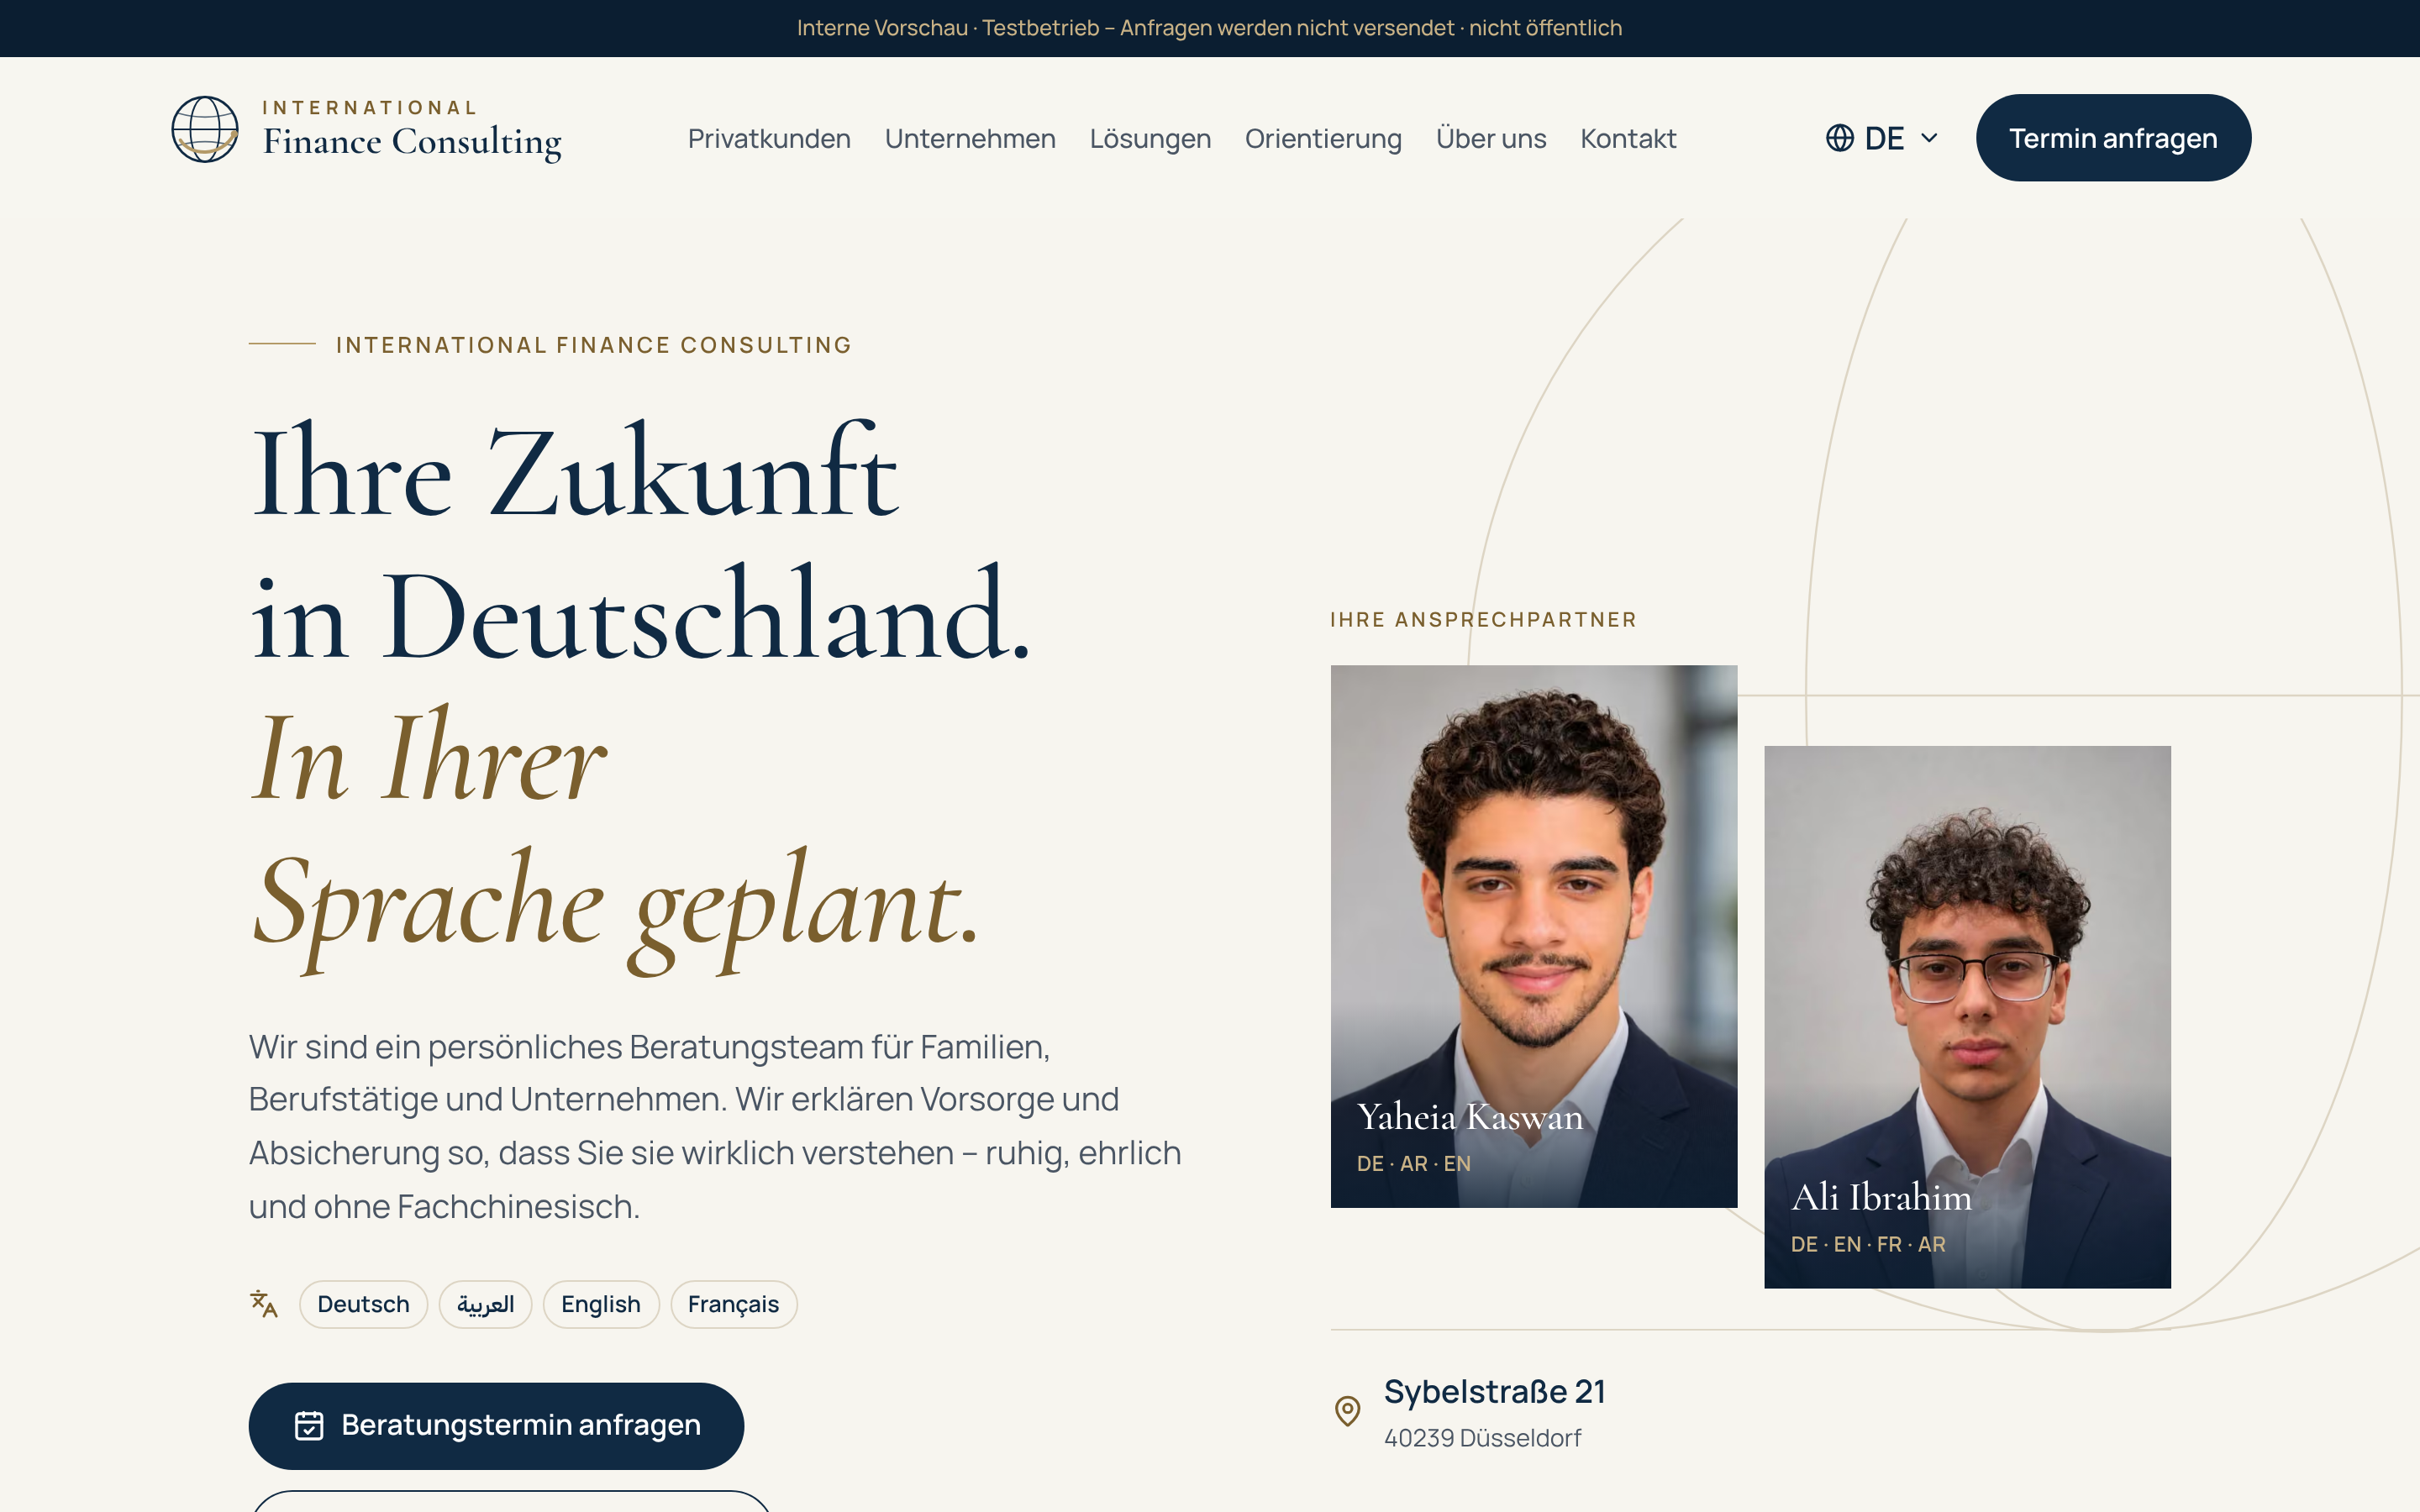 Interne Vorschau · Testbetrieb – Anfragen werden nicht versendet · nicht öffentlich
INTERNATIONAL
Finance Consulting
Privatkunden
Unternehmen
Lösungen
Orientierung
Über uns
Kontakt
DE
Termin anfragen
INTERNATIONAL FINANCE CONSULTING
Ihre Zukunft
in Deutschland.
In Ihrer
Sprache geplant.
Wir sind ein persönliches Beratungsteam für Familien,
Berufstätige und Unternehmen. Wir erklären Vorsorge und
Absicherung so, dass Sie sie wirklich verstehen – ruhig, ehrlich
und ohne Fachchinesisch.
Deutsch
العربية
English
Français
Beratungstermin anfragen
IHRE ANSPRECHPARTNER
Yaheia Kaswan
DE · AR · EN
Ali Ibrahim
DE · EN · FR · AR
Sybelstraße 21
40239 Düsseldorf